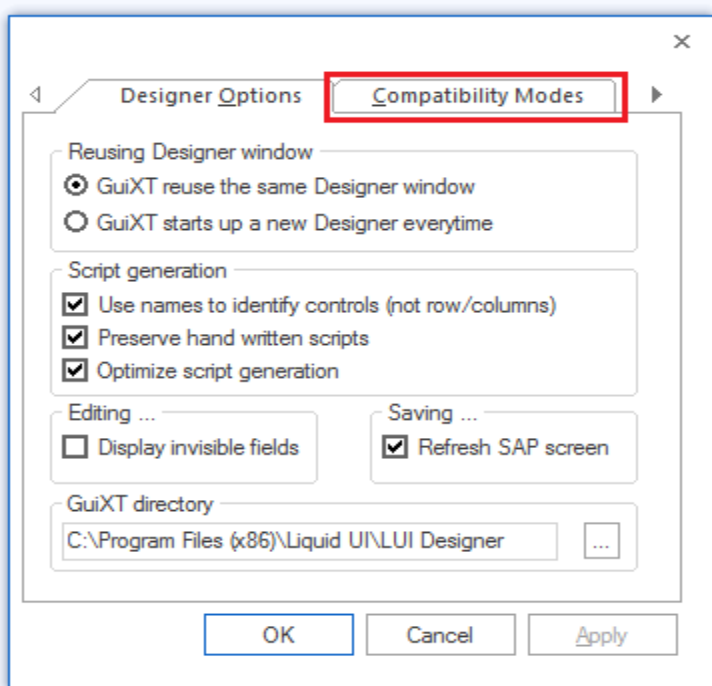 Designer Options
Compatibility Modes
Reusing Designer window
GuiXT reuse the same Designer window
GuiXT starts up a new Designer everytime
Script generation
Use names to identify controls (not row/columns)
Preserve hand written scripts
Optimize script generation
Editing ...
Display invisible fields
Saving ...
Refresh SAP screen
GuiXT directory
C:\Program Files (x86)\Liquid UI\LUI Designer
...
OK
Cancel
Apply